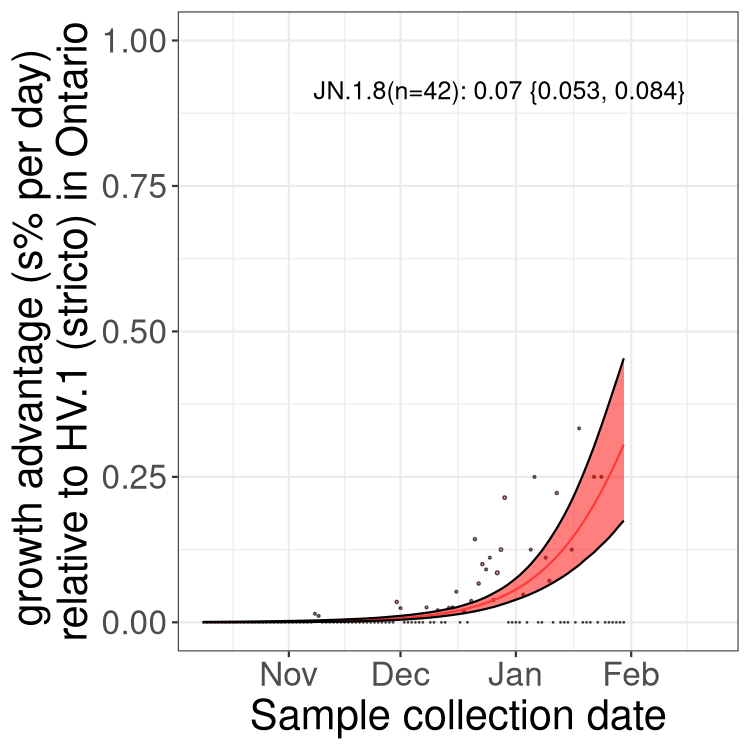 growth advantage (s% per day)
relative to HV.1 (stricto) in Ontario
1.00
JN.1.8(n=42): 0.07 {0.053, 0.084}
0.75
0.50
0.25
0.00
Nov Dec Jan Feb
Sample collection date